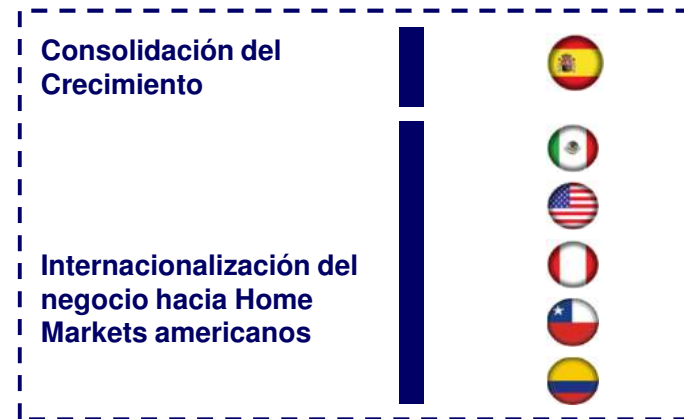 Consolidación del
Crecimiento
Internacionalización del
negocio hacia Home
Markets americanos